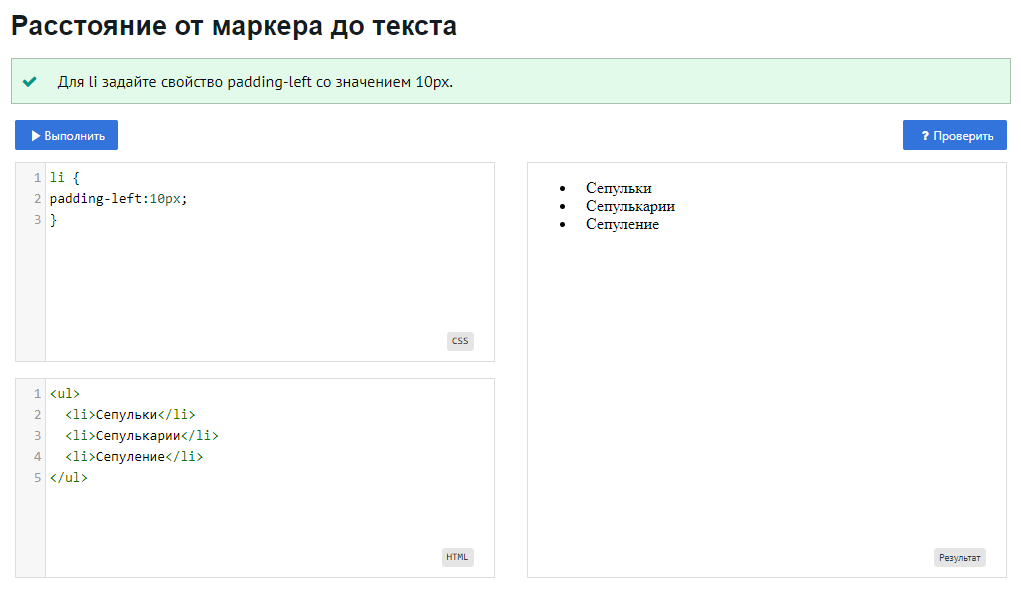 Расстояние от маркера до текста
Для li задайте свойство padding-left со значением 10px.
Выполнить
? Проверить
1 li {
2 padding-left:10px;
3 }
CSS
1 <ul>
2 <li>Сепульки</li>
3 <li>Сепулькарии</li>
4 <li>Сепуление</li>
5 </ul>
HTML
• Сепульки
• Сепулькарии
• Сепуление
Результат